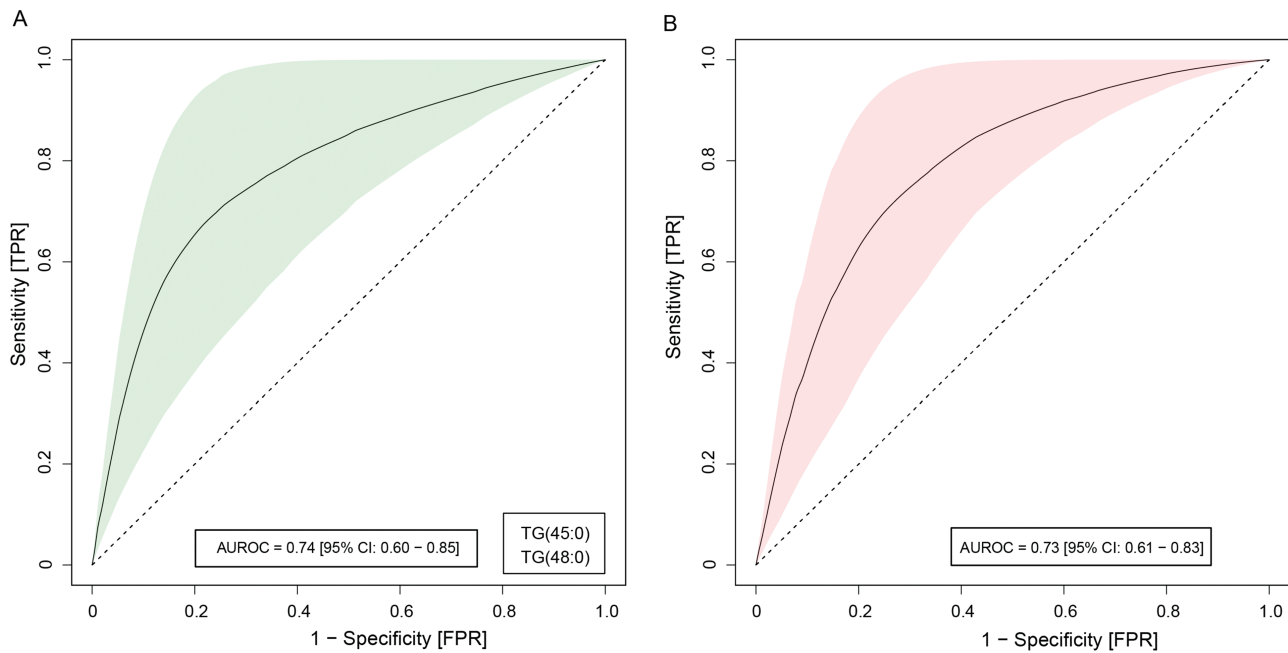 A
Sensitivity [TPR]
1.0
0.8
0.6
0.4
0.2
0
AUROC = 0.74 [95% CI: 0.60 − 0.85]
TG(45:0)
TG(48:0)
0
0.2
0.4
0.6
0.8
1.0
1 − Specificity [FPR]
B
Sensitivity [TPR]
1.0
0.8
0.6
0.4
0.2
0
AUROC = 0.73 [95% CI: 0.61 − 0.83]
0
0.2
0.4
0.6
0.8
1.0
1 − Specificity [FPR]